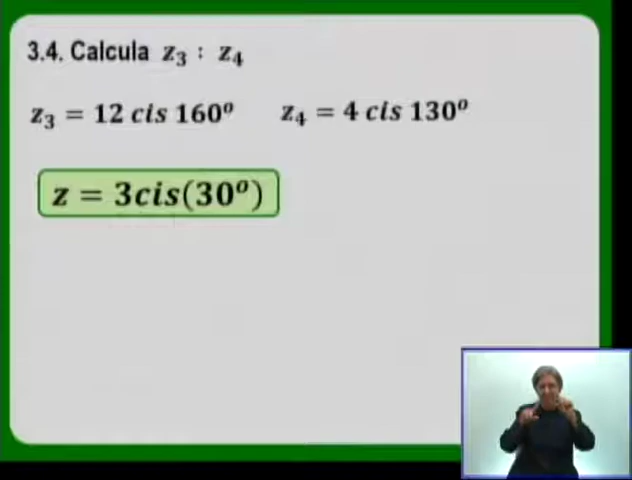 3.4. Calcula z₃ : z₄
z₃ = 12 cis 160º z₄ = 4 cis 130º
z = 3cis(30º)